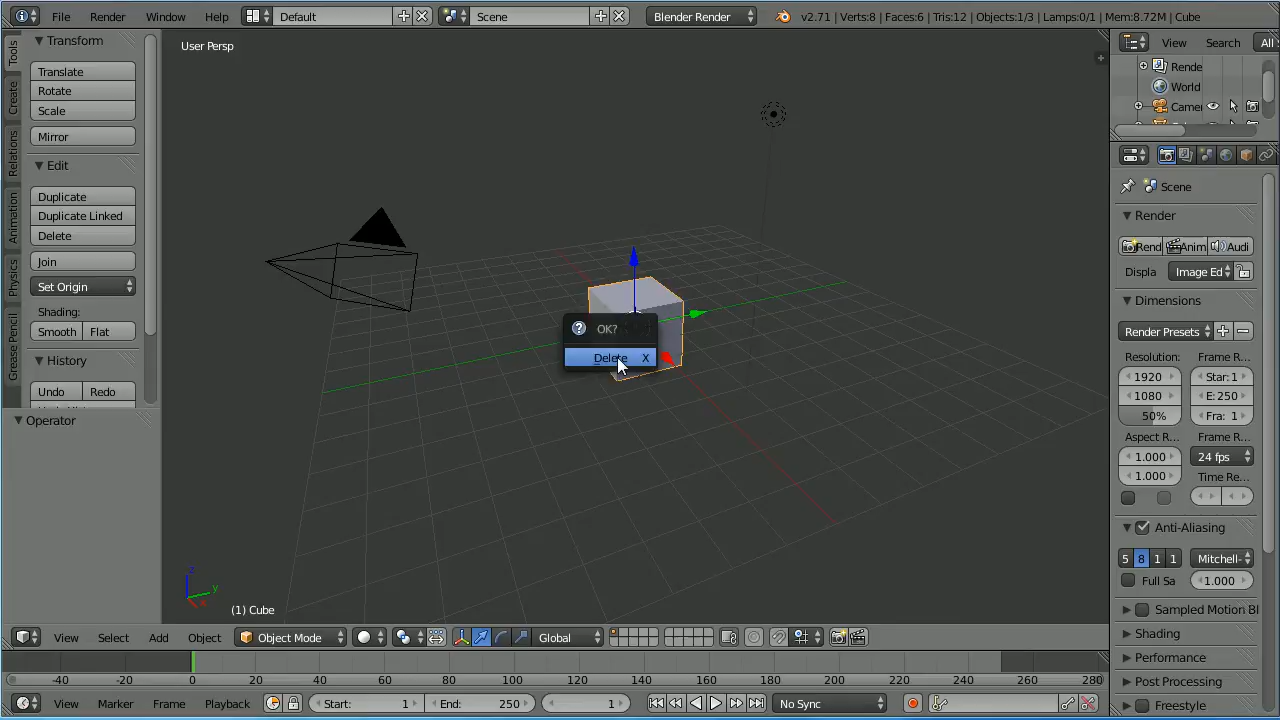 File Render Window Help Default Scene Blender Render v2.71 | Verts:8 | Faces:6 | Tris:12 | Objects:1/3 | Lamps:0/1 | Mem:8.72M | Cube
Tools
Create
Relations
Animation
Physics
Grease Pencil
Transform
Translate
Rotate
Scale
Mirror
Edit
Duplicate
Duplicate Linked
Delete
Join
Set Origin
Shading:
Smooth Flat
History
Undo Redo
Operator
User Persp
OK?
Delete X
z
y
x
(1) Cube
View Select Add Object Object Mode Global
-40 -20 0 20 40 60 80 100 120 140 160 180 200 220 240 260 280
View Marker Frame Playback Start: 1 End: 250 1 No Sync
View Search All
Rende
World
Camer
Scene
Render
Rend Anim Audi
Displa Image Ed
Dimensions
Render Presets
Resolution: Frame R...
1920 Star: 1
1080 E: 250
50% Fra: 1
Aspect R... Frame R...
1.000 24 fps
1.000 Time Re...
Anti-Aliasing
5 8 1 1 Mitchell-
Full Sa 1.000
Sampled Motion Bl
Shading
Performance
Post Processing
Freestyle